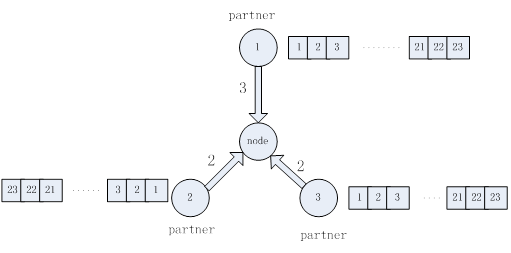 partner
1
1 2 3 ........ 21 22 23
3
node
2
2
23 22 21 ...... 3 2 1
2
3
1 2 3 .... 21 22 23
partner
partner